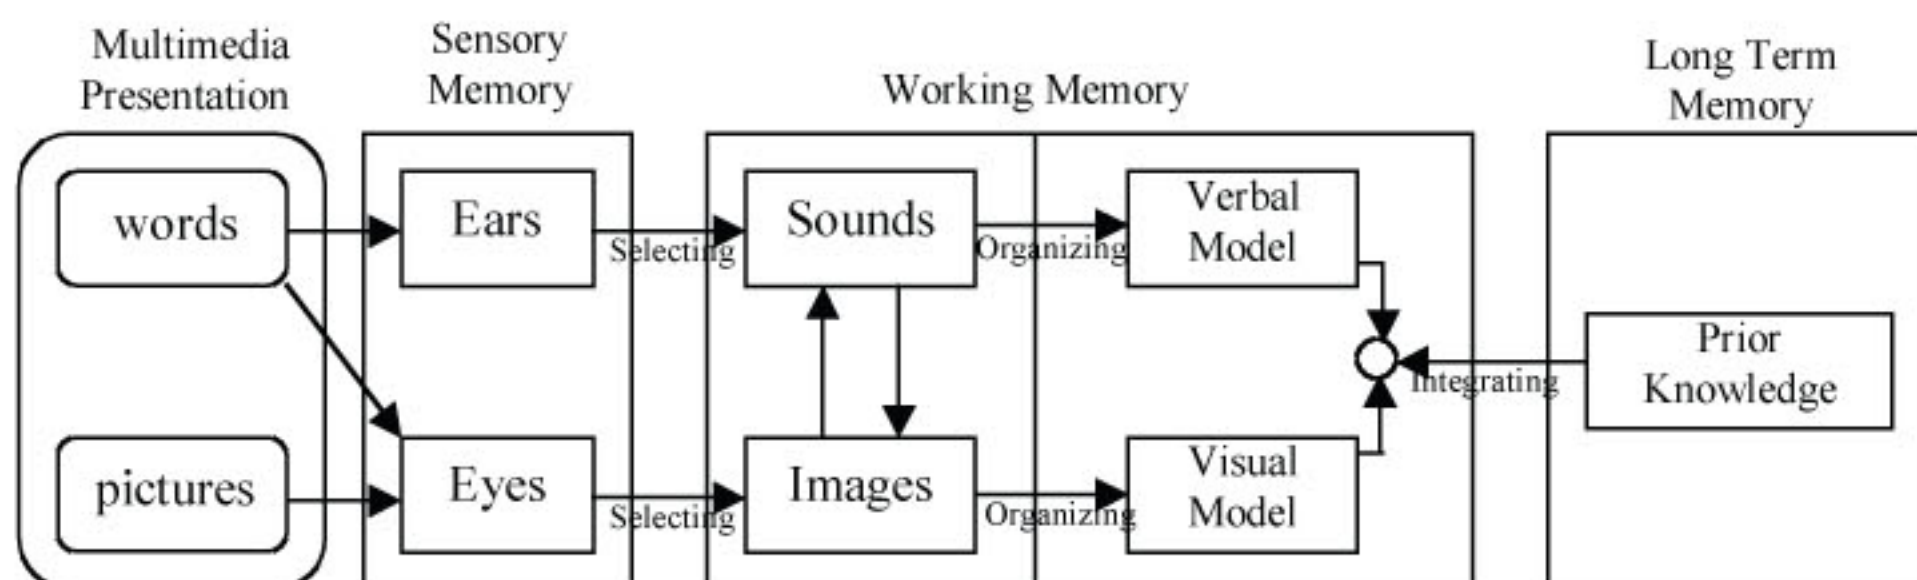 Multimedia
Presentation
Sensory
Memory
Working Memory
Long Term
Memory
words
Ears
Selecting
Sounds
Organizing
Verbal
Model
Integrating
Prior
Knowledge
pictures
Eyes
Selecting
Images
Organizing
Visual
Model